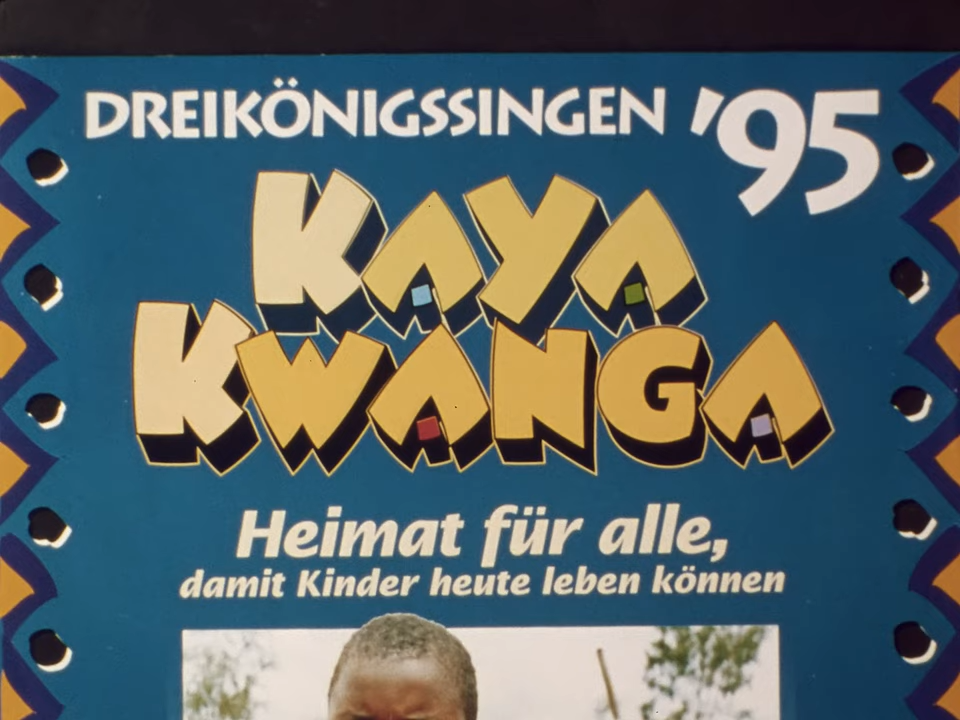 DREIKÖNIGSSINGEN '95
KAYA
KWANGA
Heimat für alle,
damit Kinder heute leben können